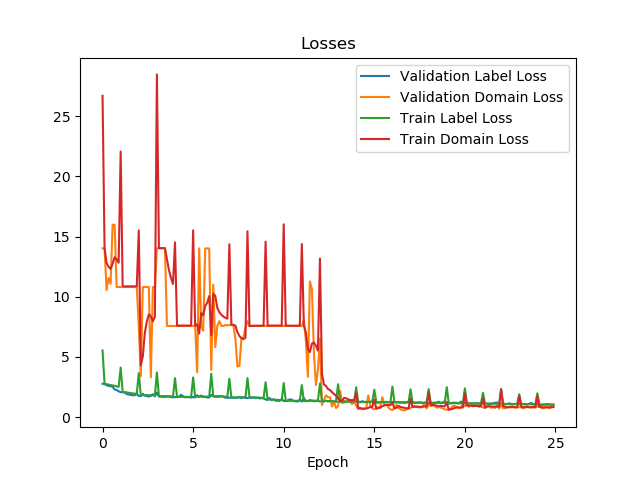 Losses
Validation Label Loss
Validation Domain Loss
Train Label Loss
Train Domain Loss
25
20
15
10
5
0
0 5 10 15 20 25
Epoch